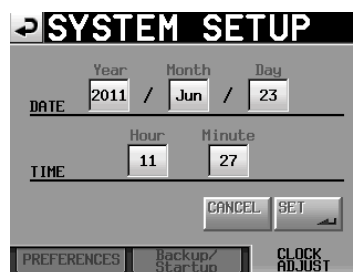 SYSTEM SETUP
Year Month Day
DATE 2011 / Jun / 23
Hour Minute
TIME 11 27
CANCEL SET
PREFERENCES Backup/ Startup CLOCK ADJUST